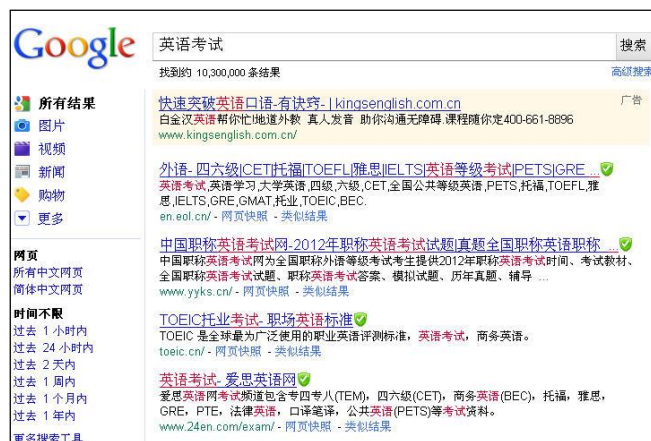 Google
英语考试
搜索
找到约 10,300,000 条结果
高级搜索
所有结果
图片
视频
新闻
购物
更多
网页
所有中文网页
简体中文网页
时间不限
过去 1 小时内
过去 24 小时内
过去 2 天内
过去 1 周内
过去 1 个月内
过去 1 年内
更多搜索工具
快速突破英语口语-有诀窍- | kingsenglish.com.cn
广告
白金汉英语帮你忙!地道外教 真人发音 助你沟通无障碍.课程随你定400-661-8896
www.kingsenglish.com.cn/
外语- 四六级|CET|托福|TOEFL|雅思|IELTS|英语等级考试|PETS|GRE ...
英语考试,英语学习,大学英语,四级,六级,CET,全国公共等级英语,PETS,托福,TOEFL,雅
思,IELTS,GRE,GMAT,托业,TOEIC,BEC.
en.eol.cn/ - 网页快照 - 类似结果
中国职称英语考试网-2012年职称英语考试试题|真题全国职称英语职称 ...
中国职称英语考试网为全国职称外语等级考试考生提供2012年职称英语考试时间、考试教材、
全国职称英语考试试题、职称英语考试答案、模拟试题、历年真题、辅导 ...
www.yyks.cn/ - 网页快照 - 类似结果
TOEIC托业考试- 职场英语标准
TOEIC 是全球最为广泛使用的职业英语评测标准，英语考试，商务英语。
toeic.cn/ - 网页快照 - 类似结果
英语考试- 爱思英语网
爱思英语网考试频道包含专四专八(TEM)，四六级(CET)，商务英语(BEC)，托福，雅思，
GRE，PTE，法律英语，口译笔译，公共英语(PETS)等考试资料。
www.24en.com/exam/ - 网页快照 - 类似结果